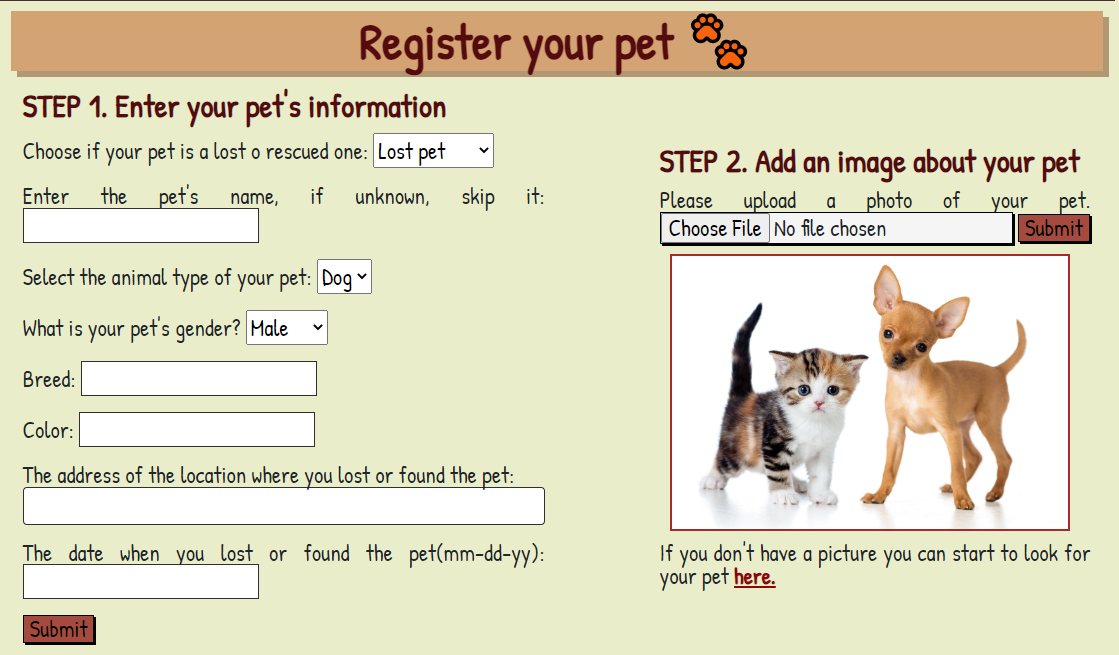 Register your pet
STEP 1. Enter your pet's information
Choose if your pet is a lost o rescued one: Lost pet
Enter the pet's name, if unknown, skip it:
Select the animal type of your pet: Dog
What is your pet's gender? Male
Breed:
Color:
The address of the location where you lost or found the pet:
The date when you lost or found the pet(mm-dd-yy):
Submit
STEP 2. Add an image about your pet
Please upload a photo of your pet.
Choose File No file chosen Submit
If you don't have a picture you can start to look for
your pet here.